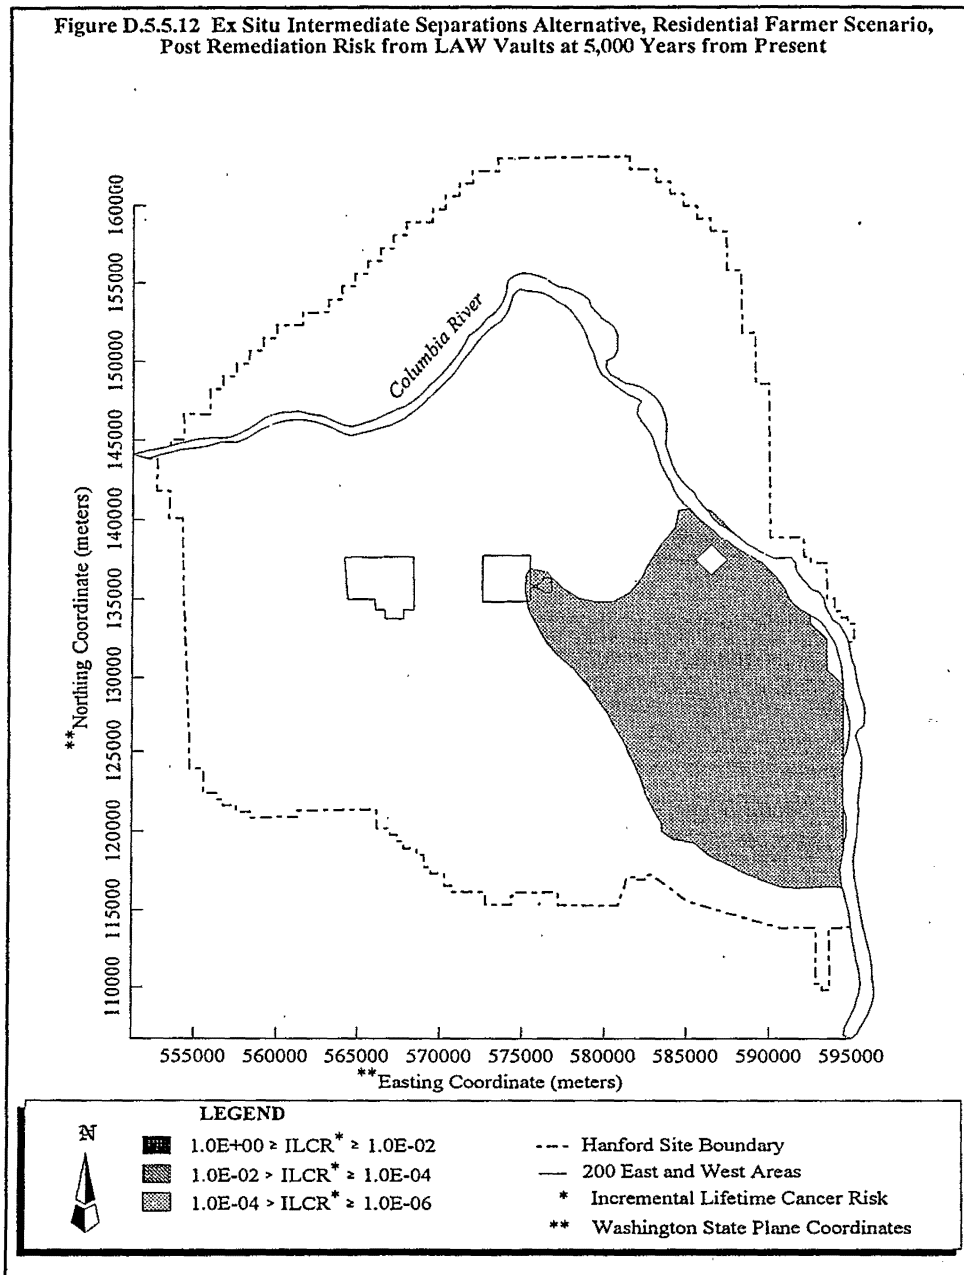 Figure D.5.5.12 Ex Situ Intermediate Separations Alternative, Residential Farmer Scenario,
Post Remediation Risk from LAW Vaults at 5,000 Years from Present
160000
155000
150000
145000
140000
135000
130000
125000
120000
115000
110000
**Northing Coordinate (meters)
Columbia River
555000 560000 565000 570000 575000 580000 585000 590000 595000
**Easting Coordinate (meters)
LEGEND
N
1.0E+00 ≥ ILCR* ≥ 1.0E-02
1.0E-02 > ILCR* ≥ 1.0E-04
1.0E-04 > ILCR* ≥ 1.0E-06
Hanford Site Boundary
200 East and West Areas
* Incremental Lifetime Cancer Risk
** Washington State Plane Coordinates